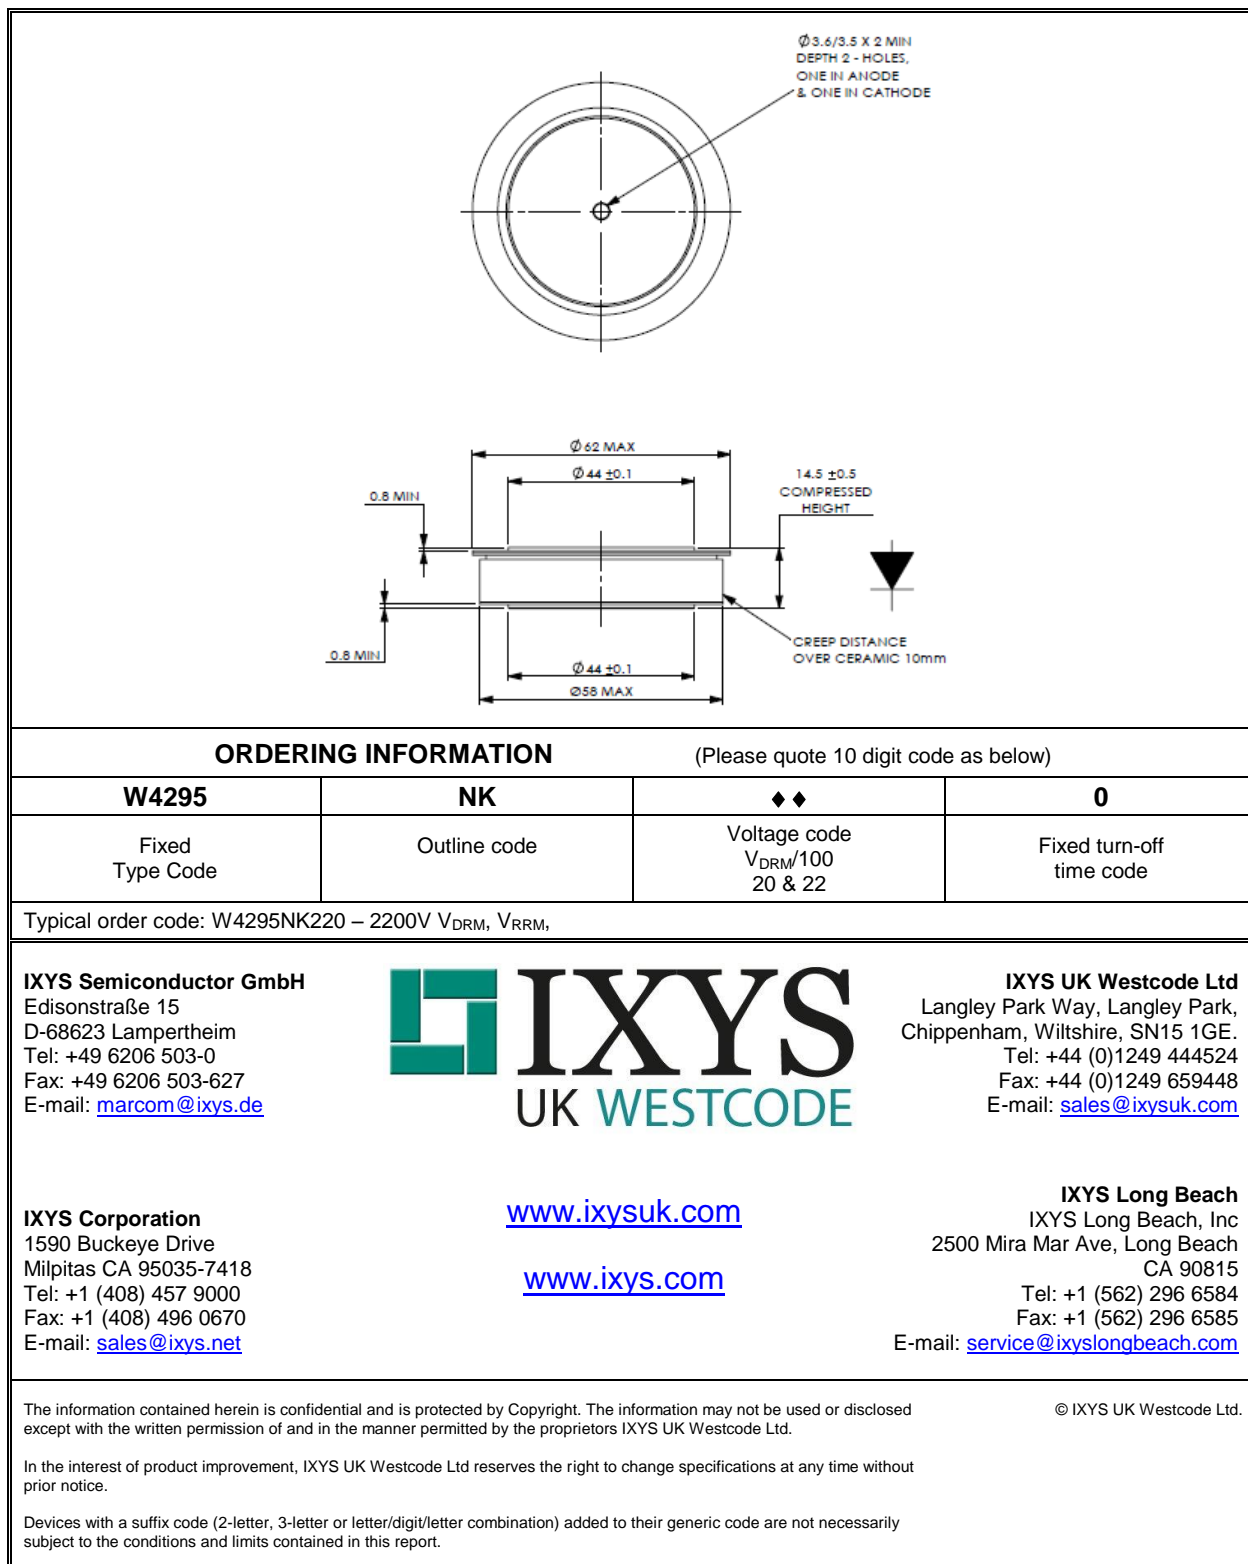 Ø3.6/3.5 X 2 MIN
DEPTH 2 - HOLES,
ONE IN ANODE
& ONE IN CATHODE
Ø 62 MAX
Ø 44 ±0.1
14.5 ±0.5
COMPRESSED
HEIGHT
0.8 MIN
0.8 MIN
CREEP DISTANCE
OVER CERAMIC 10mm
Ø 44 ±0.1
Ø58 MAX
ORDERING INFORMATION (Please quote 10 digit code as below)
W4295 NK ♦ ♦ 0
Fixed
Type Code
Outline code
Voltage code
VDRM/100
20 & 22
Fixed turn-off
time code
Typical order code: W4295NK220 – 2200V VDRM, VRRM,
IXYS Semiconductor GmbH
Edisonstraße 15
D-68623 Lampertheim
Tel: +49 6206 503-0
Fax: +49 6206 503-627
E-mail: marcom@ixys.de
IXYS
UK WESTCODE
IXYS UK Westcode Ltd
Langley Park Way, Langley Park,
Chippenham, Wiltshire, SN15 1GE.
Tel: +44 (0)1249 444524
Fax: +44 (0)1249 659448
E-mail: sales@ixysuk.com
IXYS Corporation
1590 Buckeye Drive
Milpitas CA 95035-7418
Tel: +1 (408) 457 9000
Fax: +1 (408) 496 0670
E-mail: sales@ixys.net
www.ixysuk.com
www.ixys.com
IXYS Long Beach
IXYS Long Beach, Inc
2500 Mira Mar Ave, Long Beach
CA 90815
Tel: +1 (562) 296 6584
Fax: +1 (562) 296 6585
E-mail: service@ixyslongbeach.com
The information contained herein is confidential and is protected by Copyright. The information may not be used or disclosed
except with the written permission of and in the manner permitted by the proprietors IXYS UK Westcode Ltd.
© IXYS UK Westcode Ltd.
In the interest of product improvement, IXYS UK Westcode Ltd reserves the right to change specifications at any time without
prior notice.
Devices with a suffix code (2-letter, 3-letter or letter/digit/letter combination) added to their generic code are not necessarily
subject to the conditions and limits contained in this report.